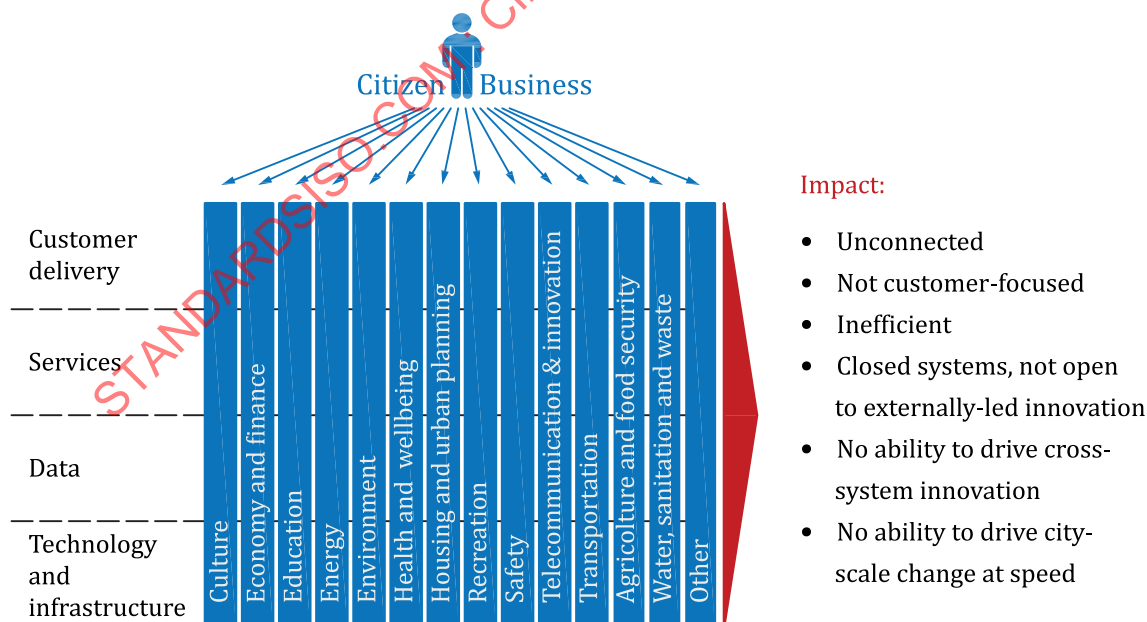 Citizen Business
Customer
delivery
Services
Data
Technology
and
infrastructure
Culture
Economy and finance
Education
Energy
Environment
Health and wellbeing
Housing and urban planning
Recreation
Safety
Telecommunication & innovation
Transportation
Agricolture and food security
Water, sanitation and waste
Other
Impact:
• Unconnected
• Not customer-focused
• Inefficient
• Closed systems, not open
to externally-led innovation
• No ability to drive cross-
system innovation
• No ability to drive city-
scale change at speed
STANDARDSISO.COM